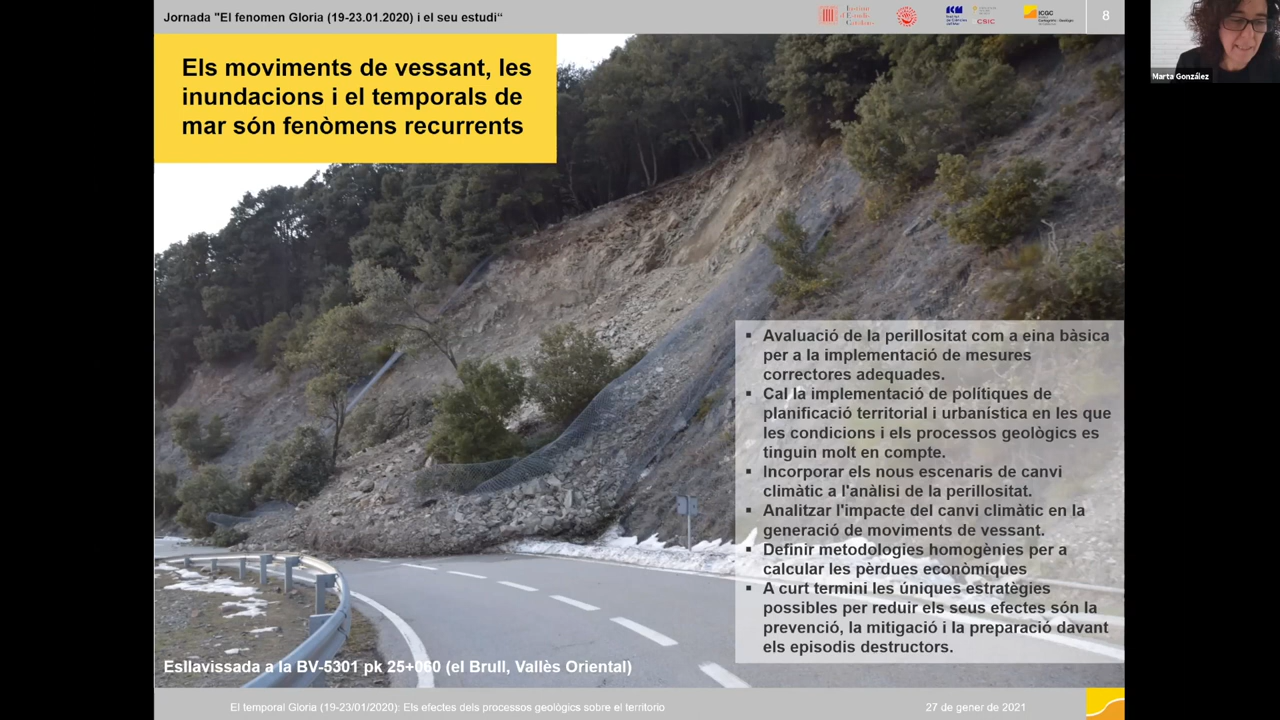 Jornada "El fenomen Gloria (19-23.01.2020) i el seu estudi“
CSIC
ICGC
8
Marta González
Els moviments de vessant, les
inundacions i el temporals de
mar són fenòmens recurrents
▪ Avaluació de la perillositat com a eina bàsica
per a la implementació de mesures
correctores adequades.
▪ Cal la implementació de polítiques de
planificació territorial i urbanística en les que
les condicions i els processos geològics es
tinguin molt en compte.
▪ Incorporar els nous escenaris de canvi
climàtic a l'anàlisi de la perillositat.
▪ Analitzar l'impacte del canvi climàtic en la
generació de moviments de vessant.
▪ Definir metodologies homogènies per a
calcular les pèrdues econòmiques
▪ A curt termini les úniques estratègies
possibles per reduir els seus efectes són la
prevenció, la mitigació i la preparació davant
els episodis destructors.
Esllavissada a la BV-5301 pk 25+060 (el Brull, Vallès Oriental)
El temporal Gloria (19-23/01/2020): Els efectes dels processos geològics sobre el territorio
27 de gener de 2021